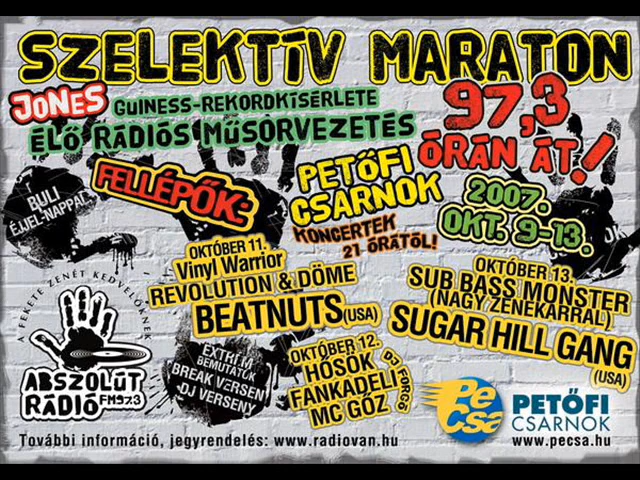 SZELEKTÍV MARATON
JONES GUINESS-REKORDKÍSÉRLETE
ÉLŐ RÁDIÓS MŰSORVEZETÉS
97,3
ÓRÁN ÁT!
BULI
ÉJJEL-NAPPAL
FELLÉPŐK:
PETŐFI
CSARNOK
KONCERTEK
21 ÓRÁTÓL!
2007.
OKT. 9-13.
OKTÓBER 11.
Vinyl Warrior
REVOLUTION & DÖME
BEATNUTS (USA)
OKTÓBER 13.
SUB BASS MONSTER
(NAGY ZENEKARRAL)
SUGAR HILL GANG
(USA)
OKTÓBER 12.
HŐSÖK
FANKADELI
MC GŐZ
DJ FORC6
EXTRÉM
BEMUTATÓK
BREAK VERSENY
DJ VERSENY
A FEKETE ZENÉT KEDVELŐKNEK
ABSZOLÚT
RÁDIÓ FM97.3
PeCsa
PETŐFI
CSARNOK
További információ, jegyrendelés: www.radiovan.hu
www.pecsa.hu